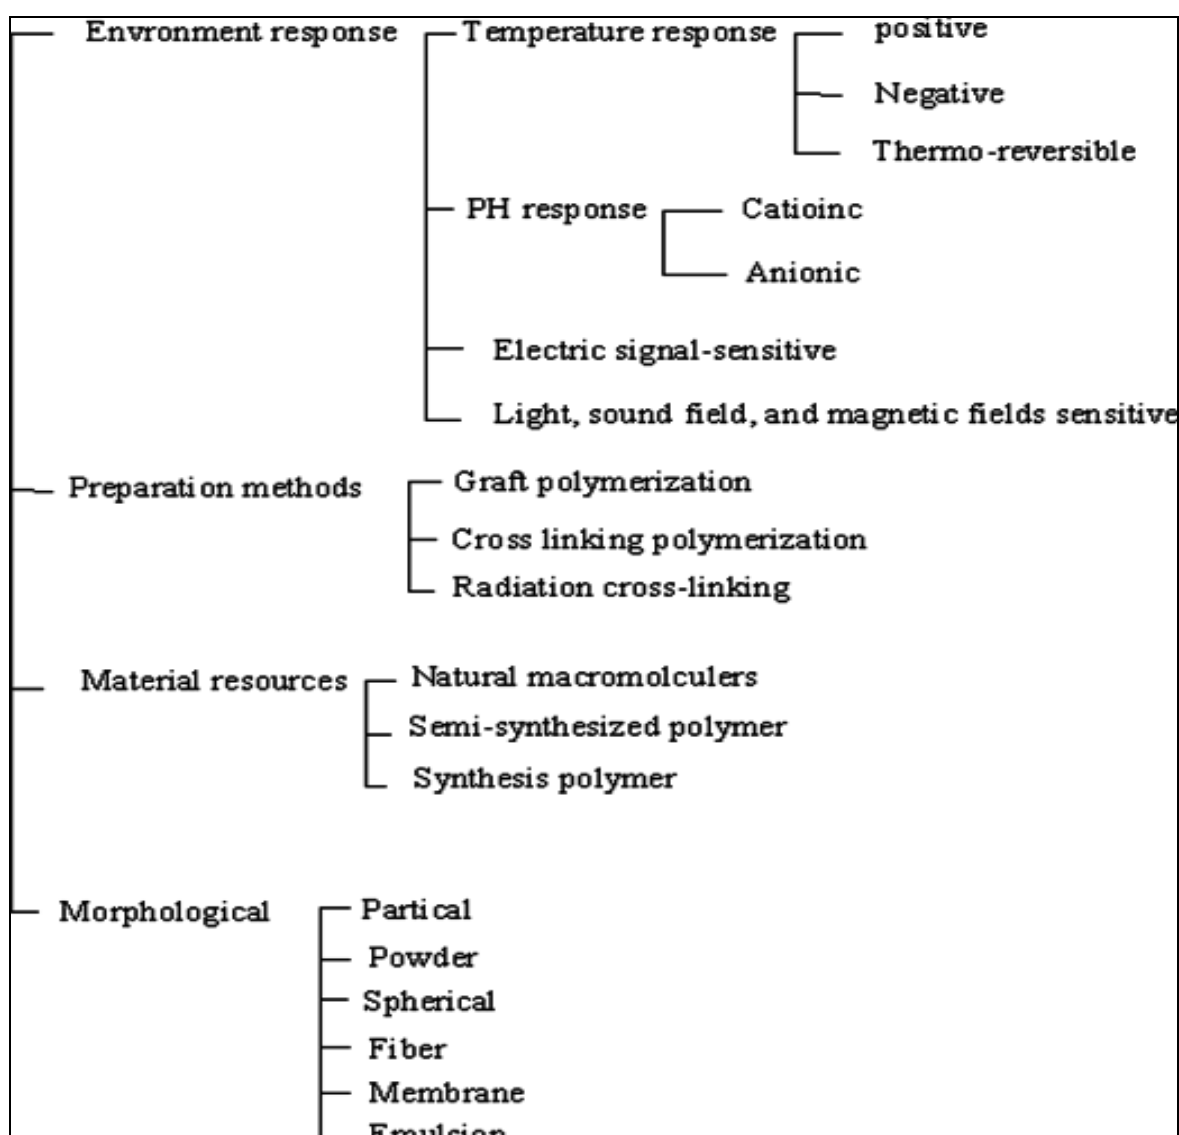 Envronment response
Temperature response
positive
Negative
Thermo-reversible
PH response
Catioinc
Anionic
Electric signal-sensitive
Light, sound field, and magnetic fields sensitive
Preparation methods
Graft polymerization
Cross linking polymerization
Radiation cross-linking
Material resources
Natural macromolculers
Semi-synthesized polymer
Synthesis polymer
Morphological
Partical
Powder
Spherical
Fiber
Membrane
Emulsion